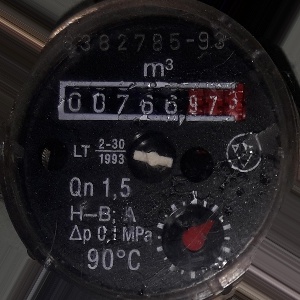 3382785-93
m³
00766973
LT 2-30
1993
Qn 1,5
H–B; A
Δp 0,1 MPa
90°C